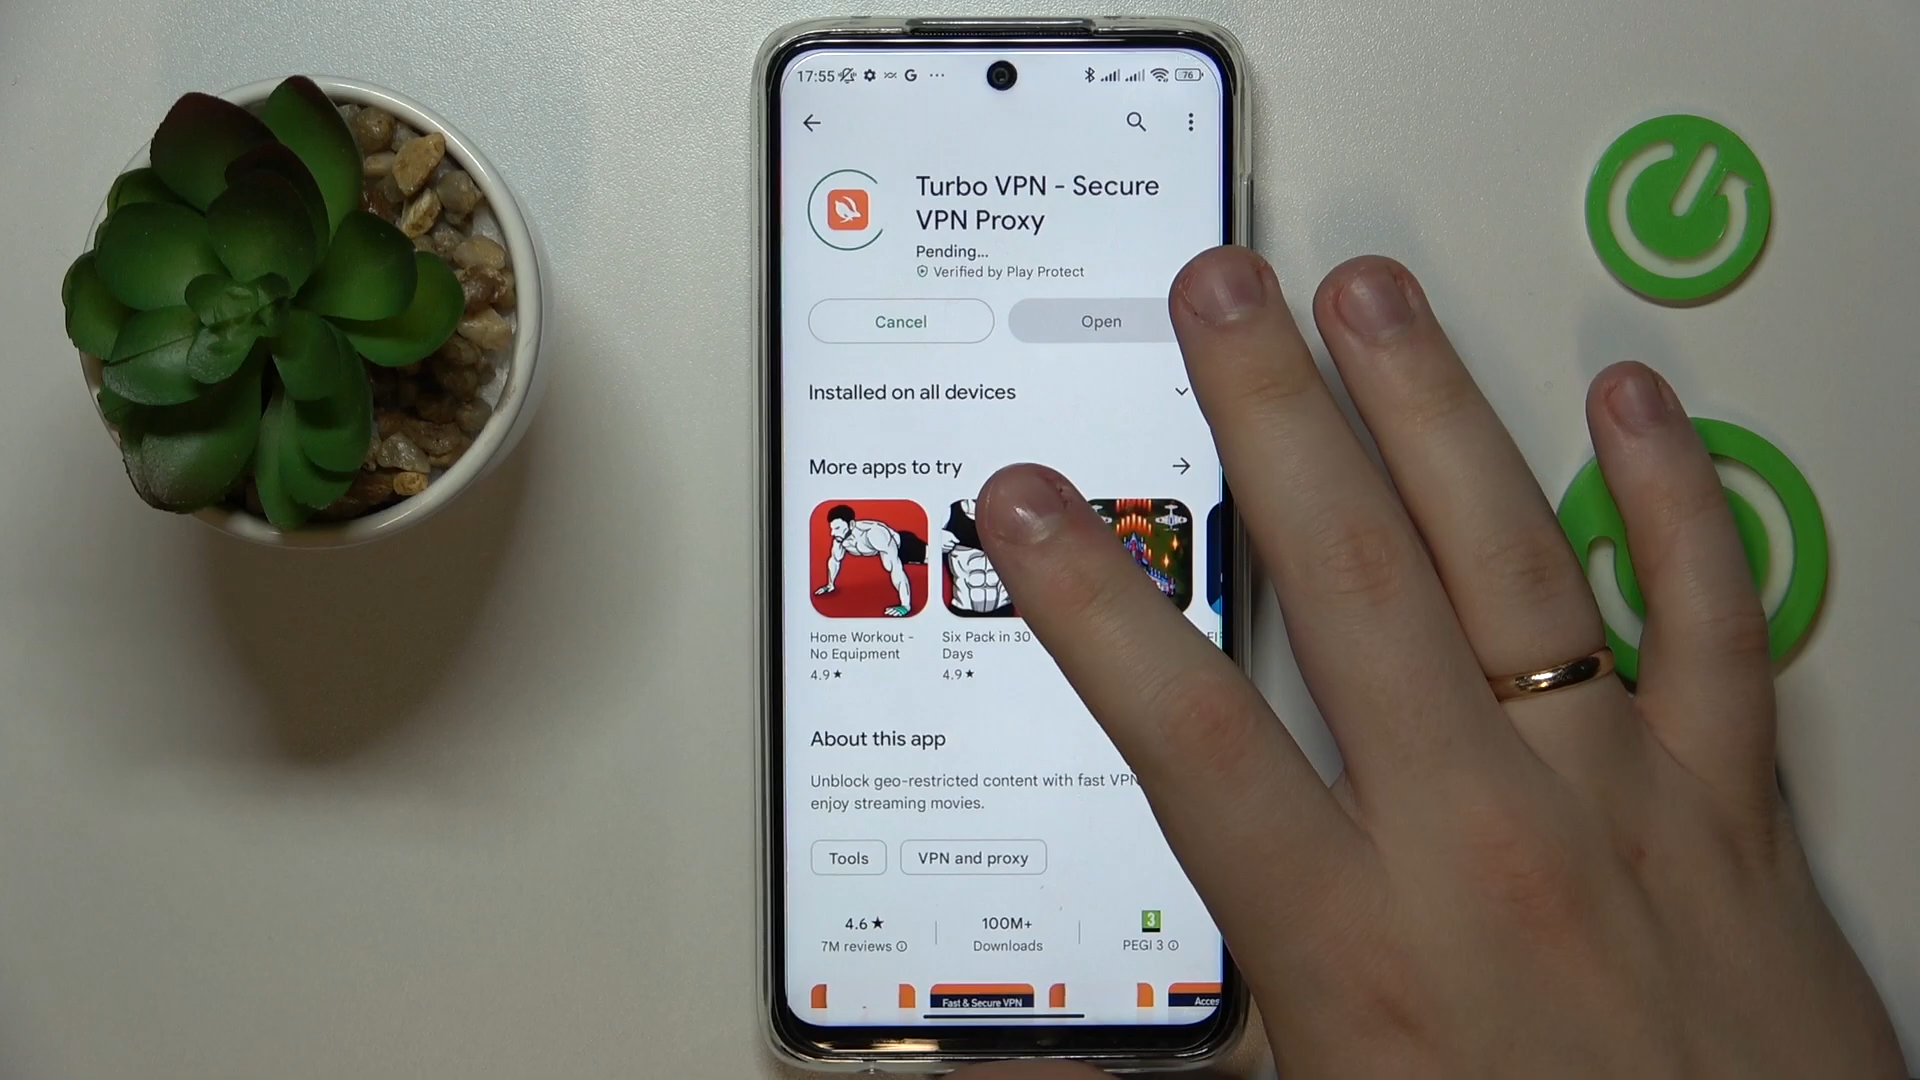 17:55 G ... 76
Turbo VPN - Secure
VPN Proxy
Pending...
Verified by Play Protect
Cancel Open
Installed on all devices
More apps to try
Home Workout - Six Pack in 30
No Equipment Days
4.9★ 4.9★
About this app
Unblock geo-restricted content with fast VPN
enjoy streaming movies.
Tools VPN and proxy
4.6★ 100M+ 3
7M reviews Downloads PEGI 3
Fast & Secure VPN